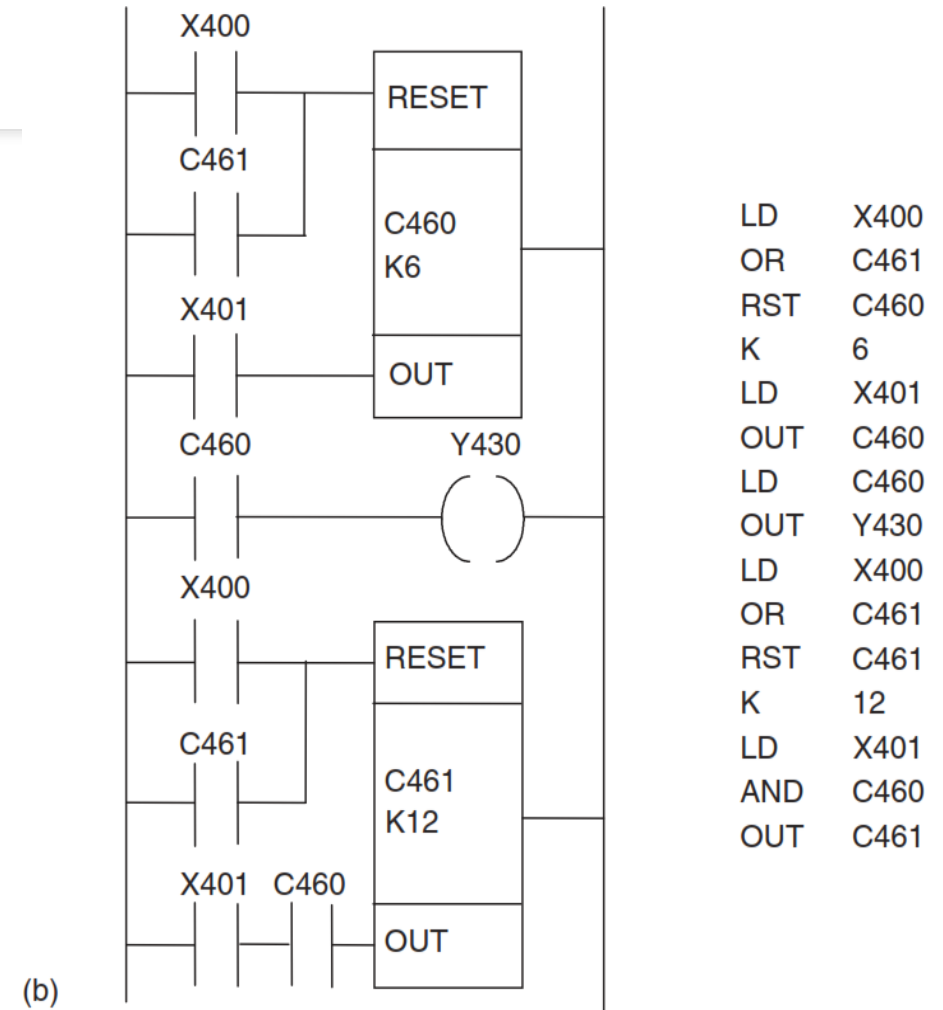 X400
RESET
C461
C460
K6
X401
OUT
C460 Y430
X400
RESET
C461
C461
K12
X401 C460
OUT
(b)
LD X400
OR C461
RST C460
K 6
LD X401
OUT C460
LD C460
OUT Y430
LD X400
OR C461
RST C461
K 12
LD X401
AND C460
OUT C461